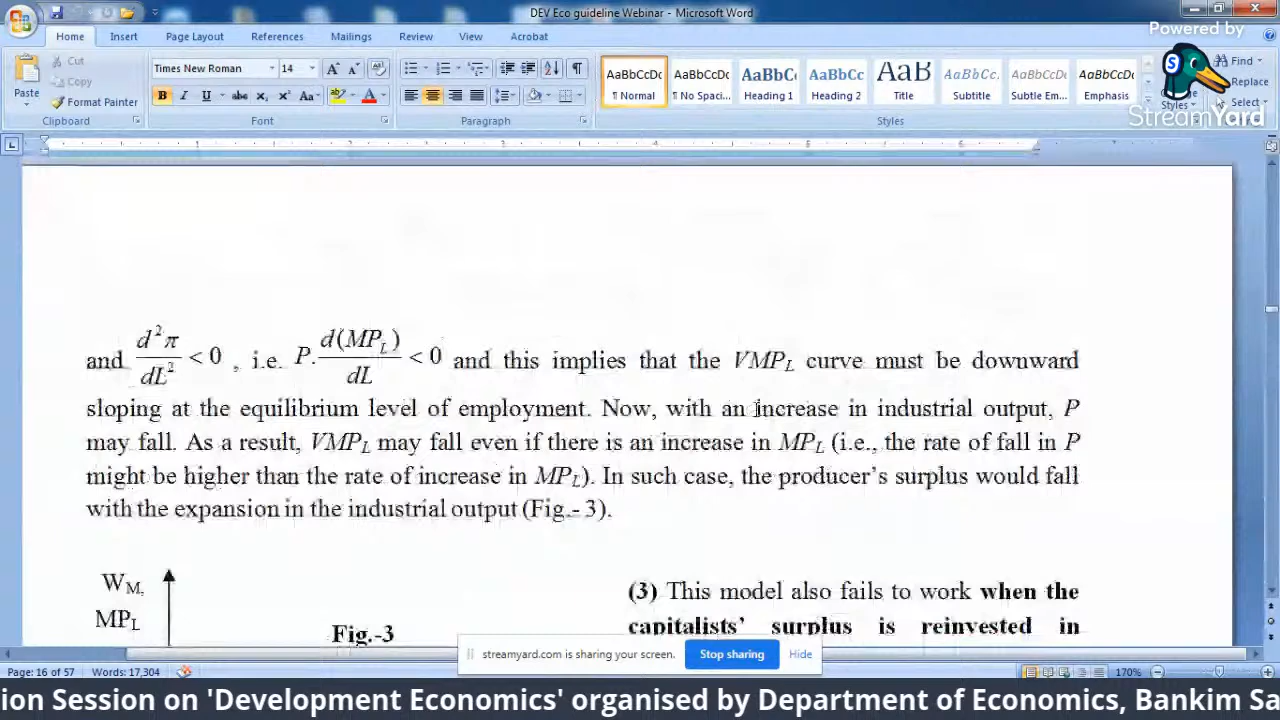 DEV Eco guideline Webinar - Microsoft Word
Powered by
Home Insert Page Layout References Mailings Review View Acrobat
Cut
Copy
Format Painter
Paste
Times New Roman 14
AaBbCcDc AaBbCcDc AaBbC AaBbCc AaB AaBbCc AaBbCcDc AaBbCcDc
¶ Normal ¶ No Spaci... Heading 1 Heading 2 Title Subtitle Subtle Em... Emphasis
Find
Replace
Select
Styles
StreamYard
Clipboard Font Paragraph Styles
and d²π/dL² < 0 , i.e. P. d(MP_L)/dL < 0 and this implies that the VMP_L curve must be downward
sloping at the equilibrium level of employment. Now, with an increase in industrial output, P
may fall. As a result, VMP_L may fall even if there is an increase in MP_L (i.e., the rate of fall in P
might be higher than the rate of increase in MP_L). In such case, the producer's surplus would fall
with the expansion in the industrial output (Fig.- 3).
W_M,
MP_L
Fig.-3
(3) This model also fails to work when the
capitalists' surplus is reinvested in
streamyard.com is sharing your screen. Stop sharing Hide
Page: 16 of 57 Words: 17,304 170%
ion Session on 'Development Economics' organised by Department of Economics, Bankim Sa